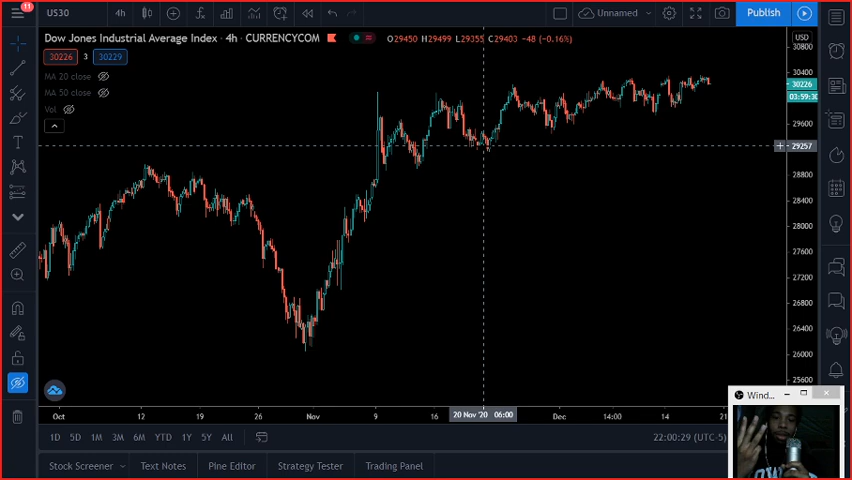 11
US30
4h
Unnamed
Publish
Dow Jones Industrial Average Index · 4h · CURRENCYCOM
O29450 H29499 L29355 C29403 -48 (-0.16%)
USD
30226 3 30229
MA 20 close
MA 50 close
Vol
30800
30400
30226
03:59:30
29600
29257
28800
28400
28000
27600
27200
26800
26400
26000
25600
Oct 12 19 26 Nov 9 16 20 Nov '20 06:00 Dec 14:00 14 21
1D 5D 1M 3M 6M YTD 1Y 5Y All
22:00:29 (UTC-5)
Stock Screener Text Notes Pine Editor Strategy Tester Trading Panel
Wind...